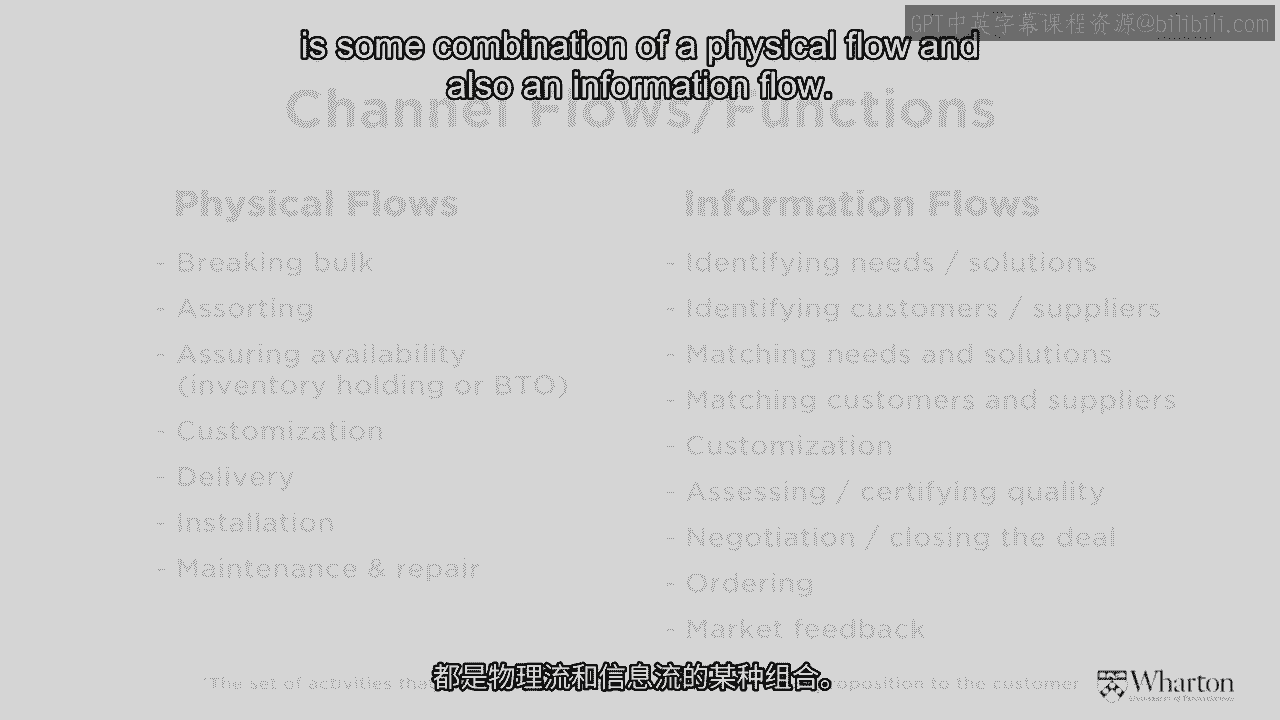 GPT中英字幕课程资源@bilibili.com
is some combination of a physical flow and
also an information flow.
Channel Flows/Functions
Physical Flows
- Breaking bulk
- Assorting
- Assuring availability
(inventory holding or BTO)
- Customization
- Delivery
- Installation
- Maintenance & repair
Information Flows
- Identifying needs / solutions
- Identifying customers / suppliers
- Matching needs and solutions
- Matching customers and suppliers
- Customization
- Assessing / certifying quality
- Negotiation / closing the deal
- Ordering
- Market feedback
都是物理流和信息流的某种组合。
*The set of activities
proposition to the customer
Wharton